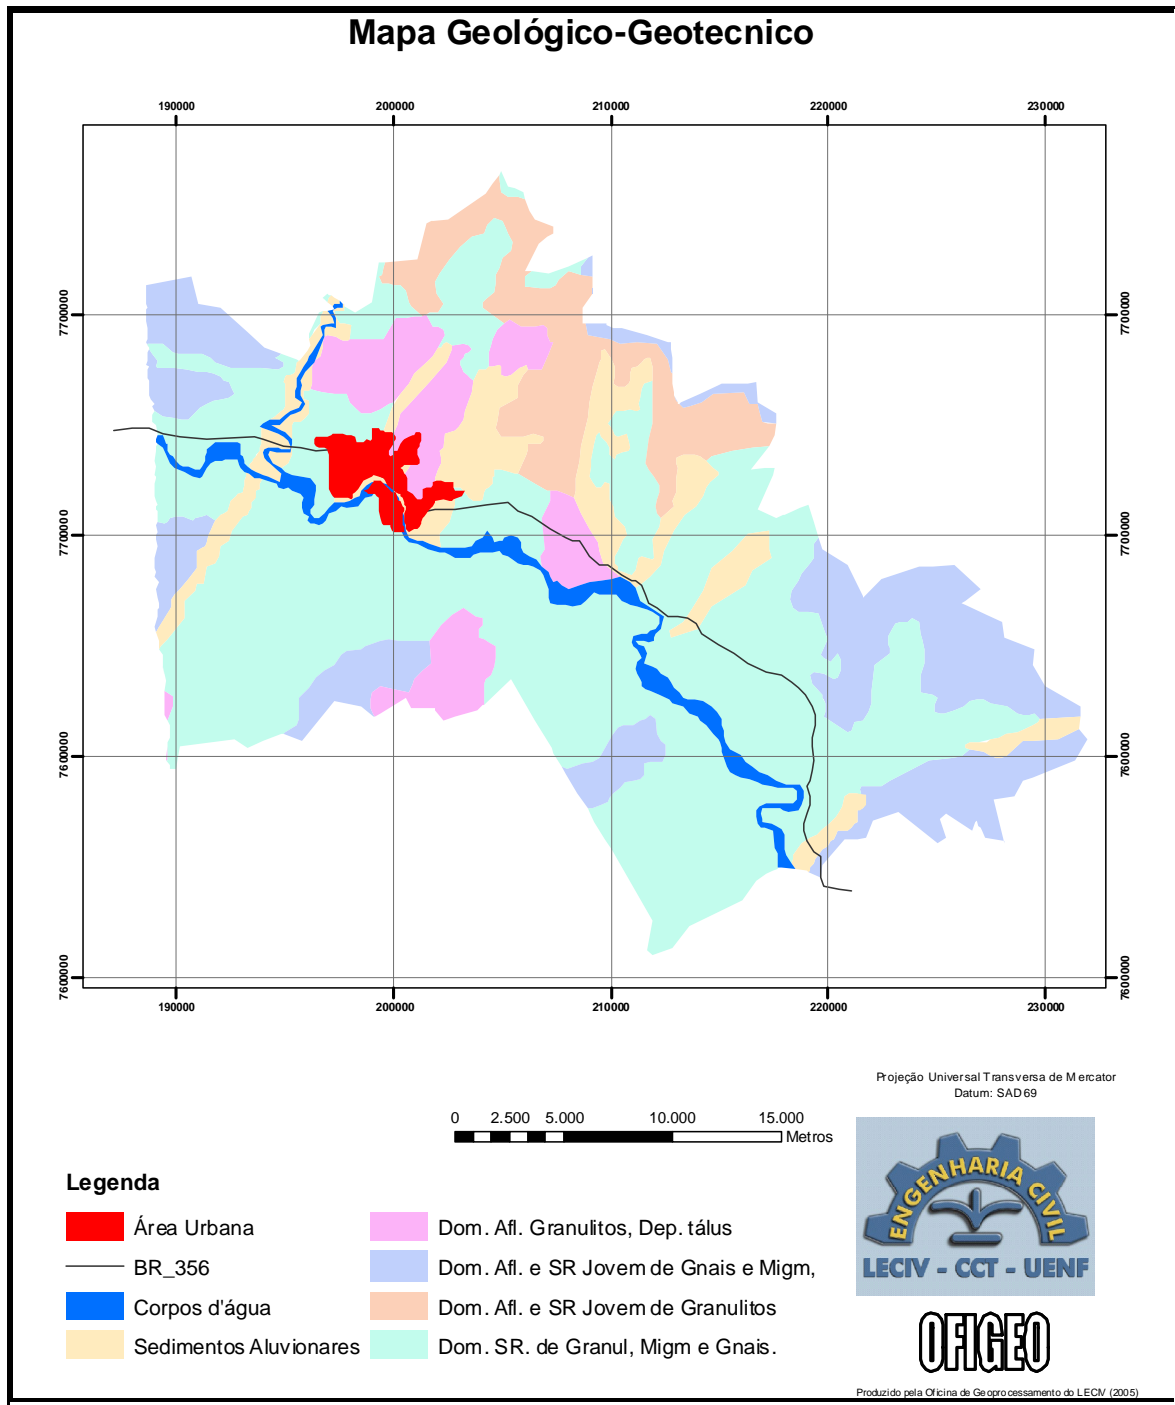 Mapa Geológico-Geotecnico
190000 200000 210000 220000 230000
7700000 7700000
7700000 7700000
7600000 7600000
7600000 7600000
190000 200000 210000 220000 230000
Projeção Universal Transversa de Mercator
Datum: SAD69
0 2.500 5.000 10.000 15.000
Metros
ENGENHARIA CIVIL
LECIV - CCT - UENF
Legenda
Área Urbana
BR_356
Corpos d'água
Sedimentos Aluvionares
Dom. Afl. Granulitos, Dep. tálus
Dom. Afl. e SR Jovem de Gnais e Migm,
Dom. Afl. e SR Jovem de Granulitos
Dom. SR. de Granul, Migm e Gnais.
OFIGEO
Produzido pela Oficina de Geoprocessamento do LECIV (2005)